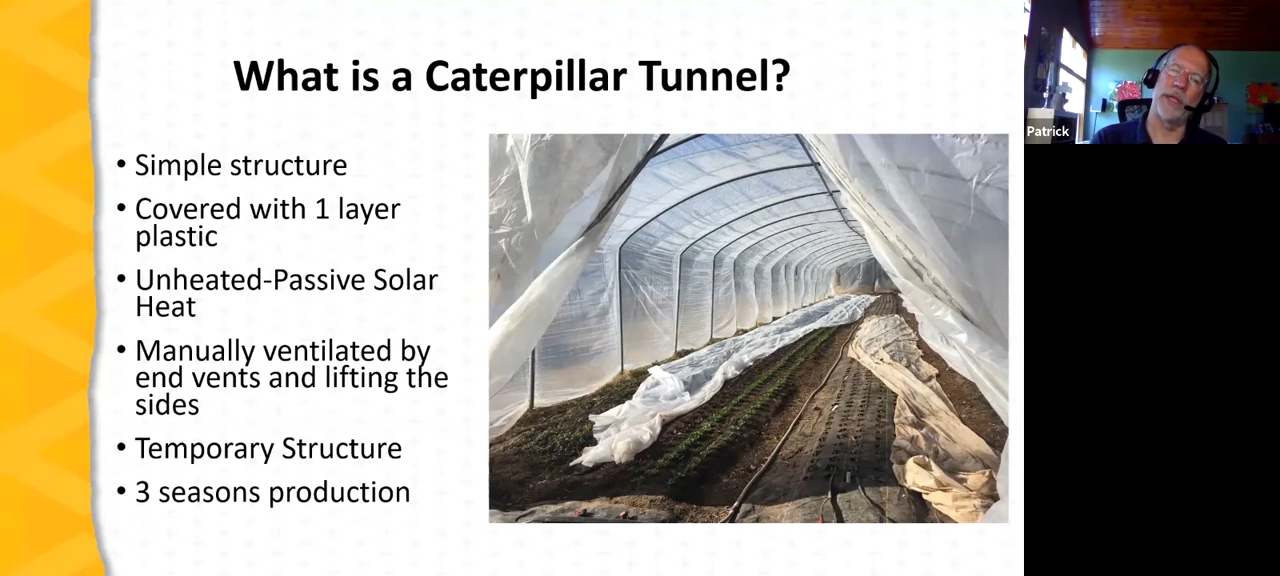 What is a Caterpillar Tunnel?
• Simple structure
• Covered with 1 layer
plastic
• Unheated-Passive Solar
Heat
• Manually ventilated by
end vents and lifting the
sides
• Temporary Structure
• 3 seasons production
Patrick